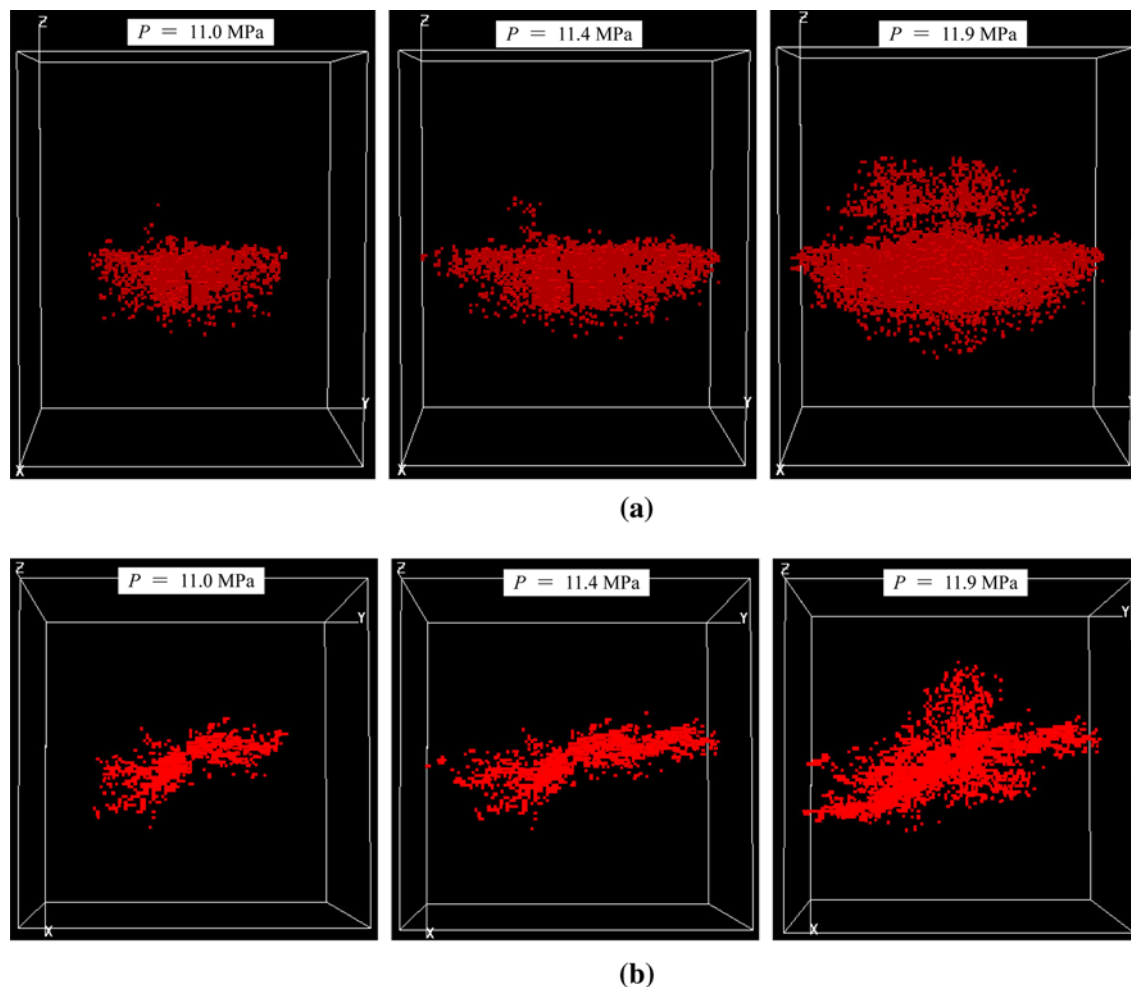 Z
P = 11.0 MPa
Y
X
Z
P = 11.4 MPa
Y
X
Z
P = 11.9 MPa
X
(a)
Z
P = 11.0 MPa
Y
X
Z
P = 11.4 MPa
Y
X
Z
P = 11.9 MPa
Y
X
(b)